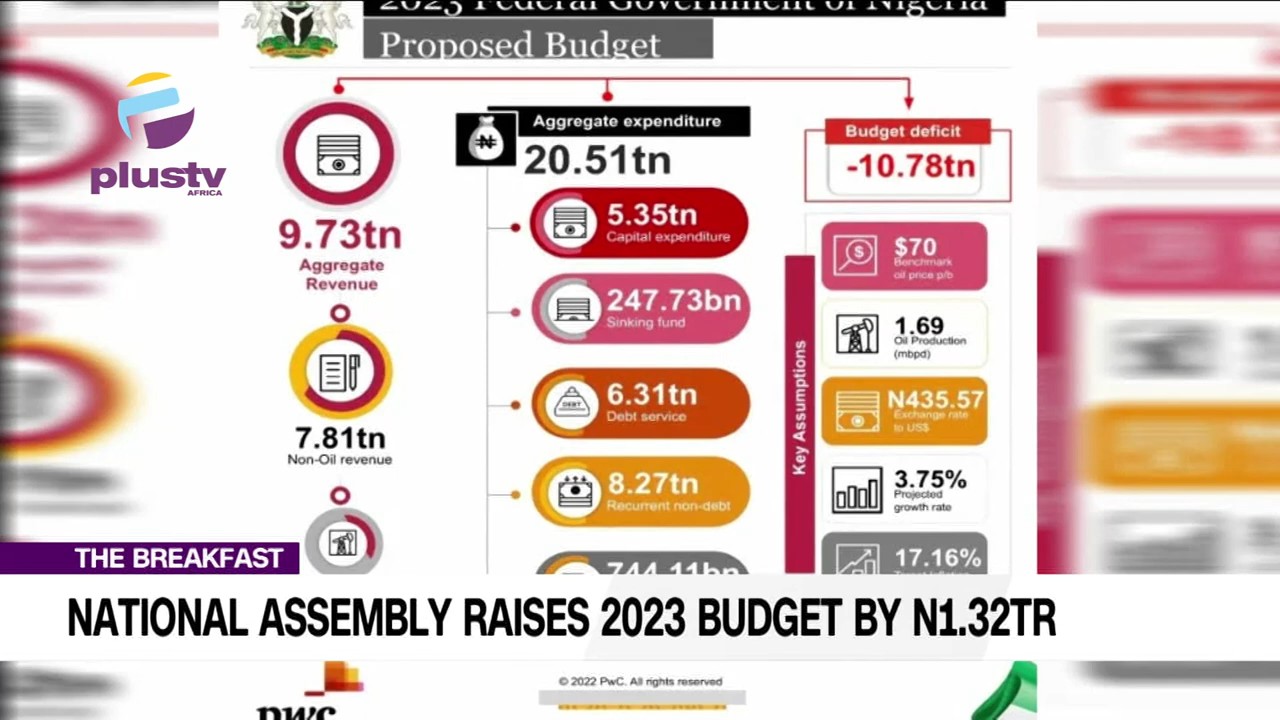 2023 Federal Government of Nigeria
Proposed Budget
plustv
AFRICA
9.73tn
Aggregate
Revenue
7.81tn
Non-Oil revenue
Aggregate expenditure
20.51tn
5.35tn
Capital expenditure
247.73bn
Sinking fund
DEBT
6.31tn
Debt service
8.27tn
Recurrent non-debt
744.11bn
Budget deficit
-10.78tn
Key Assumptions
$70
Benchmark
oil price p/b
1.69
Oil Production
(mbpd)
N435.57
Exchange rate
to US$
3.75%
Projected
growth rate
17.16%
THE BREAKFAST
NATIONAL ASSEMBLY RAISES 2023 BUDGET BY N1.32TR
pwc
© 2022 PwC. All rights reserved